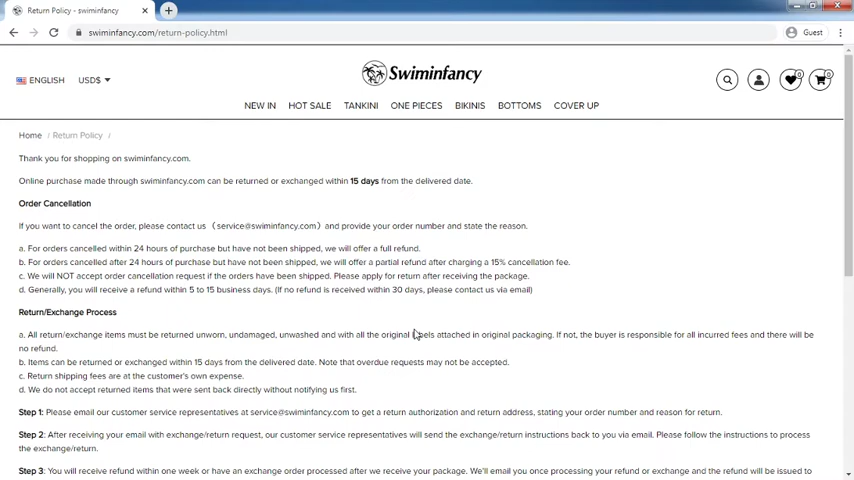 Return Policy - swiminfancy
swiminfancy.com/return-policy.html
Guest
ENGLISH USD$
Swiminfancy
0 0
NEW IN HOT SALE TANKINI ONE PIECES BIKINIS BOTTOMS COVER UP
Home / Return Policy /
Thank you for shopping on swiminfancy.com.
Online purchase made through swiminfancy.com can be returned or exchanged within 15 days from the delivered date.
Order Cancellation
If you want to cancel the order, please contact us （service@swiminfancy.com）and provide your order number and state the reason.
a. For orders cancelled within 24 hours of purchase but have not been shipped, we will offer a full refund.
b. For orders cancelled after 24 hours of purchase but have not been shipped, we will offer a partial refund after charging a 15% cancellation fee.
c. We will NOT accept order cancellation request if the orders have been shipped. Please apply for return after receiving the package.
d. Generally, you will receive a refund within 5 to 15 business days. (If no refund is received within 30 days, please contact us via email)
Return/Exchange Process
a. All return/exchange items must be returned unworn, undamaged, unwashed and with all the original labels attached in original packaging. If not, the buyer is responsible for all incurred fees and there will be
no refund.
b. Items can be returned or exchanged within 15 days from the delivered date. Note that overdue requests may not be accepted.
c. Return shipping fees are at the customer's own expense.
d. We do not accept returned items that were sent back directly without notifying us first.
Step 1: Please email our customer service representatives at service@swiminfancy.com to get a return authorization and return address, stating your order number and reason for return.
Step 2: After receiving your email with exchange/return request, our customer service representatives will send the exchange/return instructions back to you via email. Please follow the instructions to process
the exchange/return.
Step 3: You will receive refund within one week or have an exchange order processed after we receive your package. We'll email you once processing your refund or exchange and the refund will be issued to